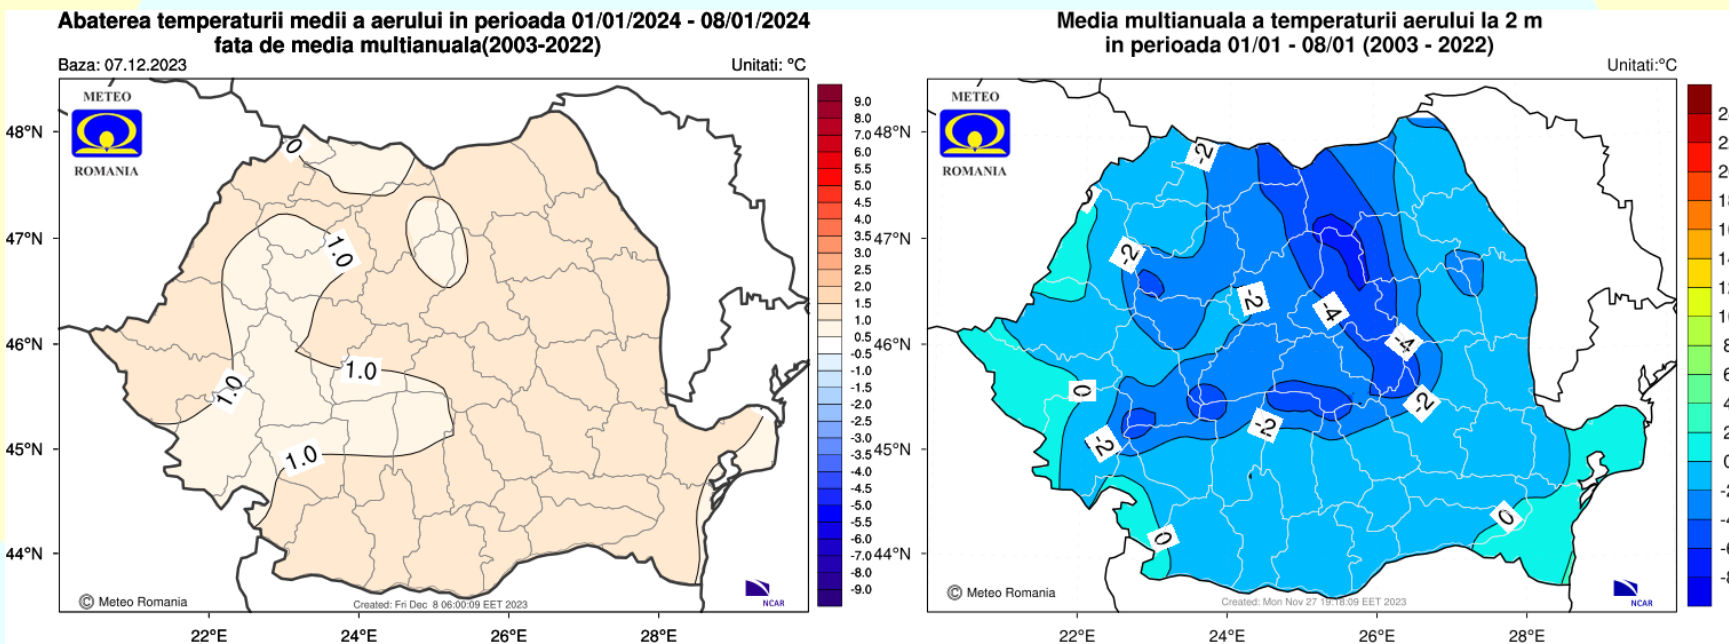 Abaterea temperaturii medii a aerului in perioada 01/01/2024 - 08/01/2024
fata de media multianuala(2003-2022)
Baza: 07.12.2023
Unitati: °C
METEO
ROMANIA
48°N
47°N
46°N
45°N
44°N
22°E
24°E
26°E
28°E
0
1.0
1.0
1.0
1.0
© Meteo Romania
Created: Fri Dec 8 06:00:09 EET 2023
NCAR
9.0
8.0
7.0
6.0
5.5
5.0
4.5
4.0
3.5
3.0
2.5
2.0
1.5
1.0
0.5
-0.5
-1.0
-1.5
-2.0
-2.5
-3.0
-3.5
-4.0
-4.5
-5.0
-5.5
-6.0
-7.0
-8.0
-9.0
Media multianuala a temperaturii aerului la 2 m
in perioada 01/01 - 08/01 (2003 - 2022)
Unitati:°C
METEO
ROMANIA
48°N
47°N
46°N
45°N
44°N
22°E
24°E
26°E
28°E
-2
-2
-2
-4
-4
0
-2
-2
-2
0
0
© Meteo Romania
Created: Mon Nov 27 19:18:09 EET 2023
NCAR
8
6
4
2
0